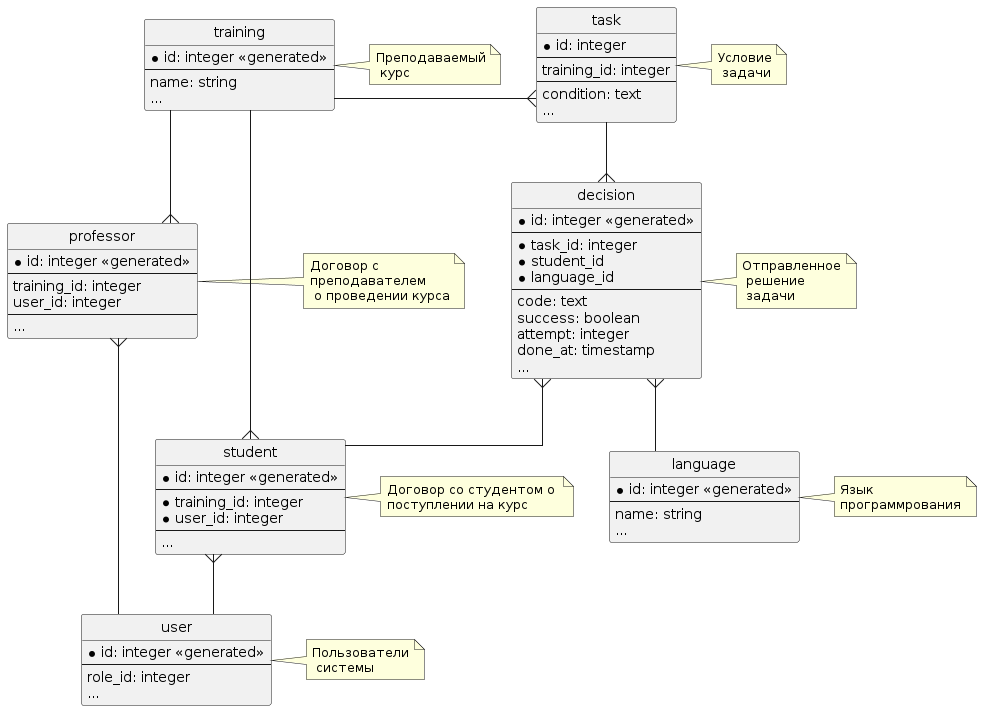 training
id: integer «generated»
name: string
...
Преподаваемый
курс
task
id: integer
training_id: integer
condition: text
...
Условие
задачи
professor
id: integer «generated»
training_id: integer
user_id: integer
...
Договор с
преподавателем
о проведении курса
decision
id: integer «generated»
task_id: integer
student_id
language_id
code: text
success: boolean
attempt: integer
done_at: timestamp
...
Отправленное
решение
задачи
student
id: integer «generated»
training_id: integer
user_id: integer
...
Договор со студентом о
поступлении на курс
language
id: integer «generated»
name: string
...
Язык
программрования
user
id: integer «generated»
role_id: integer
...
Пользователи
системы